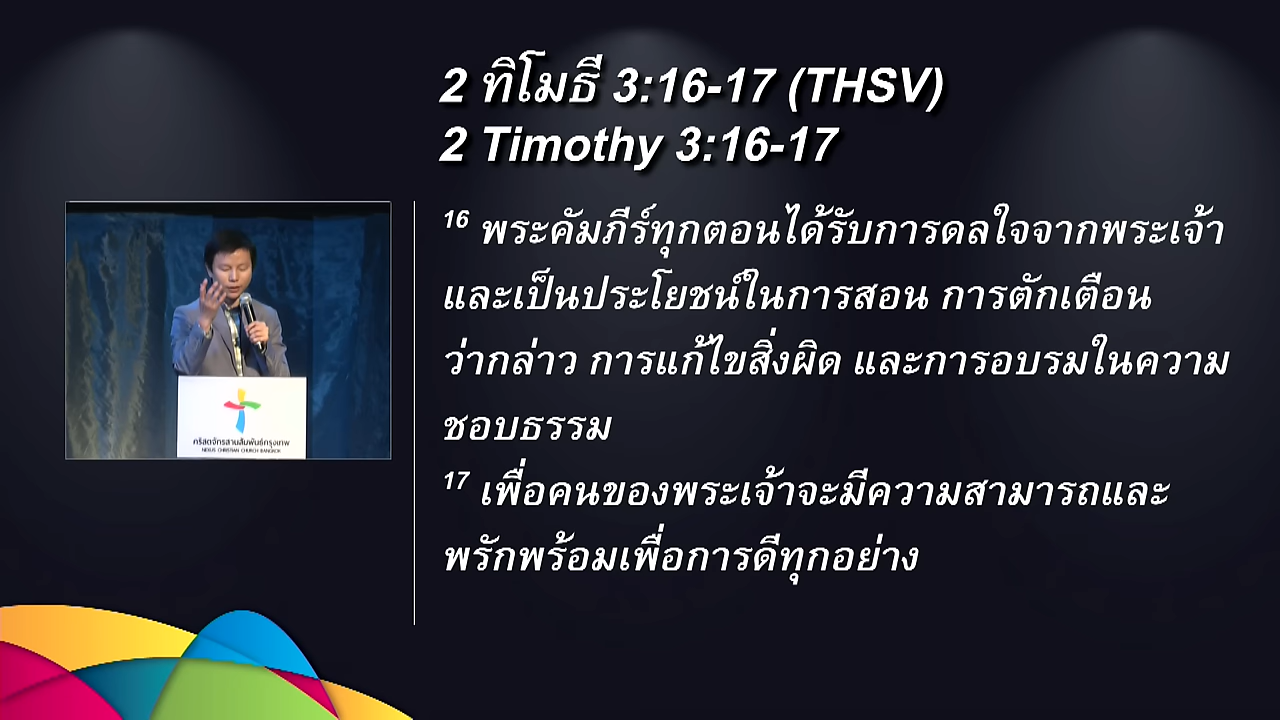 2 ทิโมธี 3:16-17 (THSV)
2 Timothy 3:16-17
16 พระคัมภีร์ทุกตอนได้รับการดลใจจากพระเจ้า
และเป็นประโยชน์ในการสอน การตักเตือน
ว่ากล่าว การแก้ไขสิ่งผิด และการอบรมในความ
ชอบธรรม
17 เพื่อคนของพระเจ้าจะมีความสามารถและ
พรักพร้อมเพื่อการดีทุกอย่าง
คริสตจักรสานสัมพันธ์กรุงเทพ
NEXUS CHRISTIAN CHURCH BANGKOK